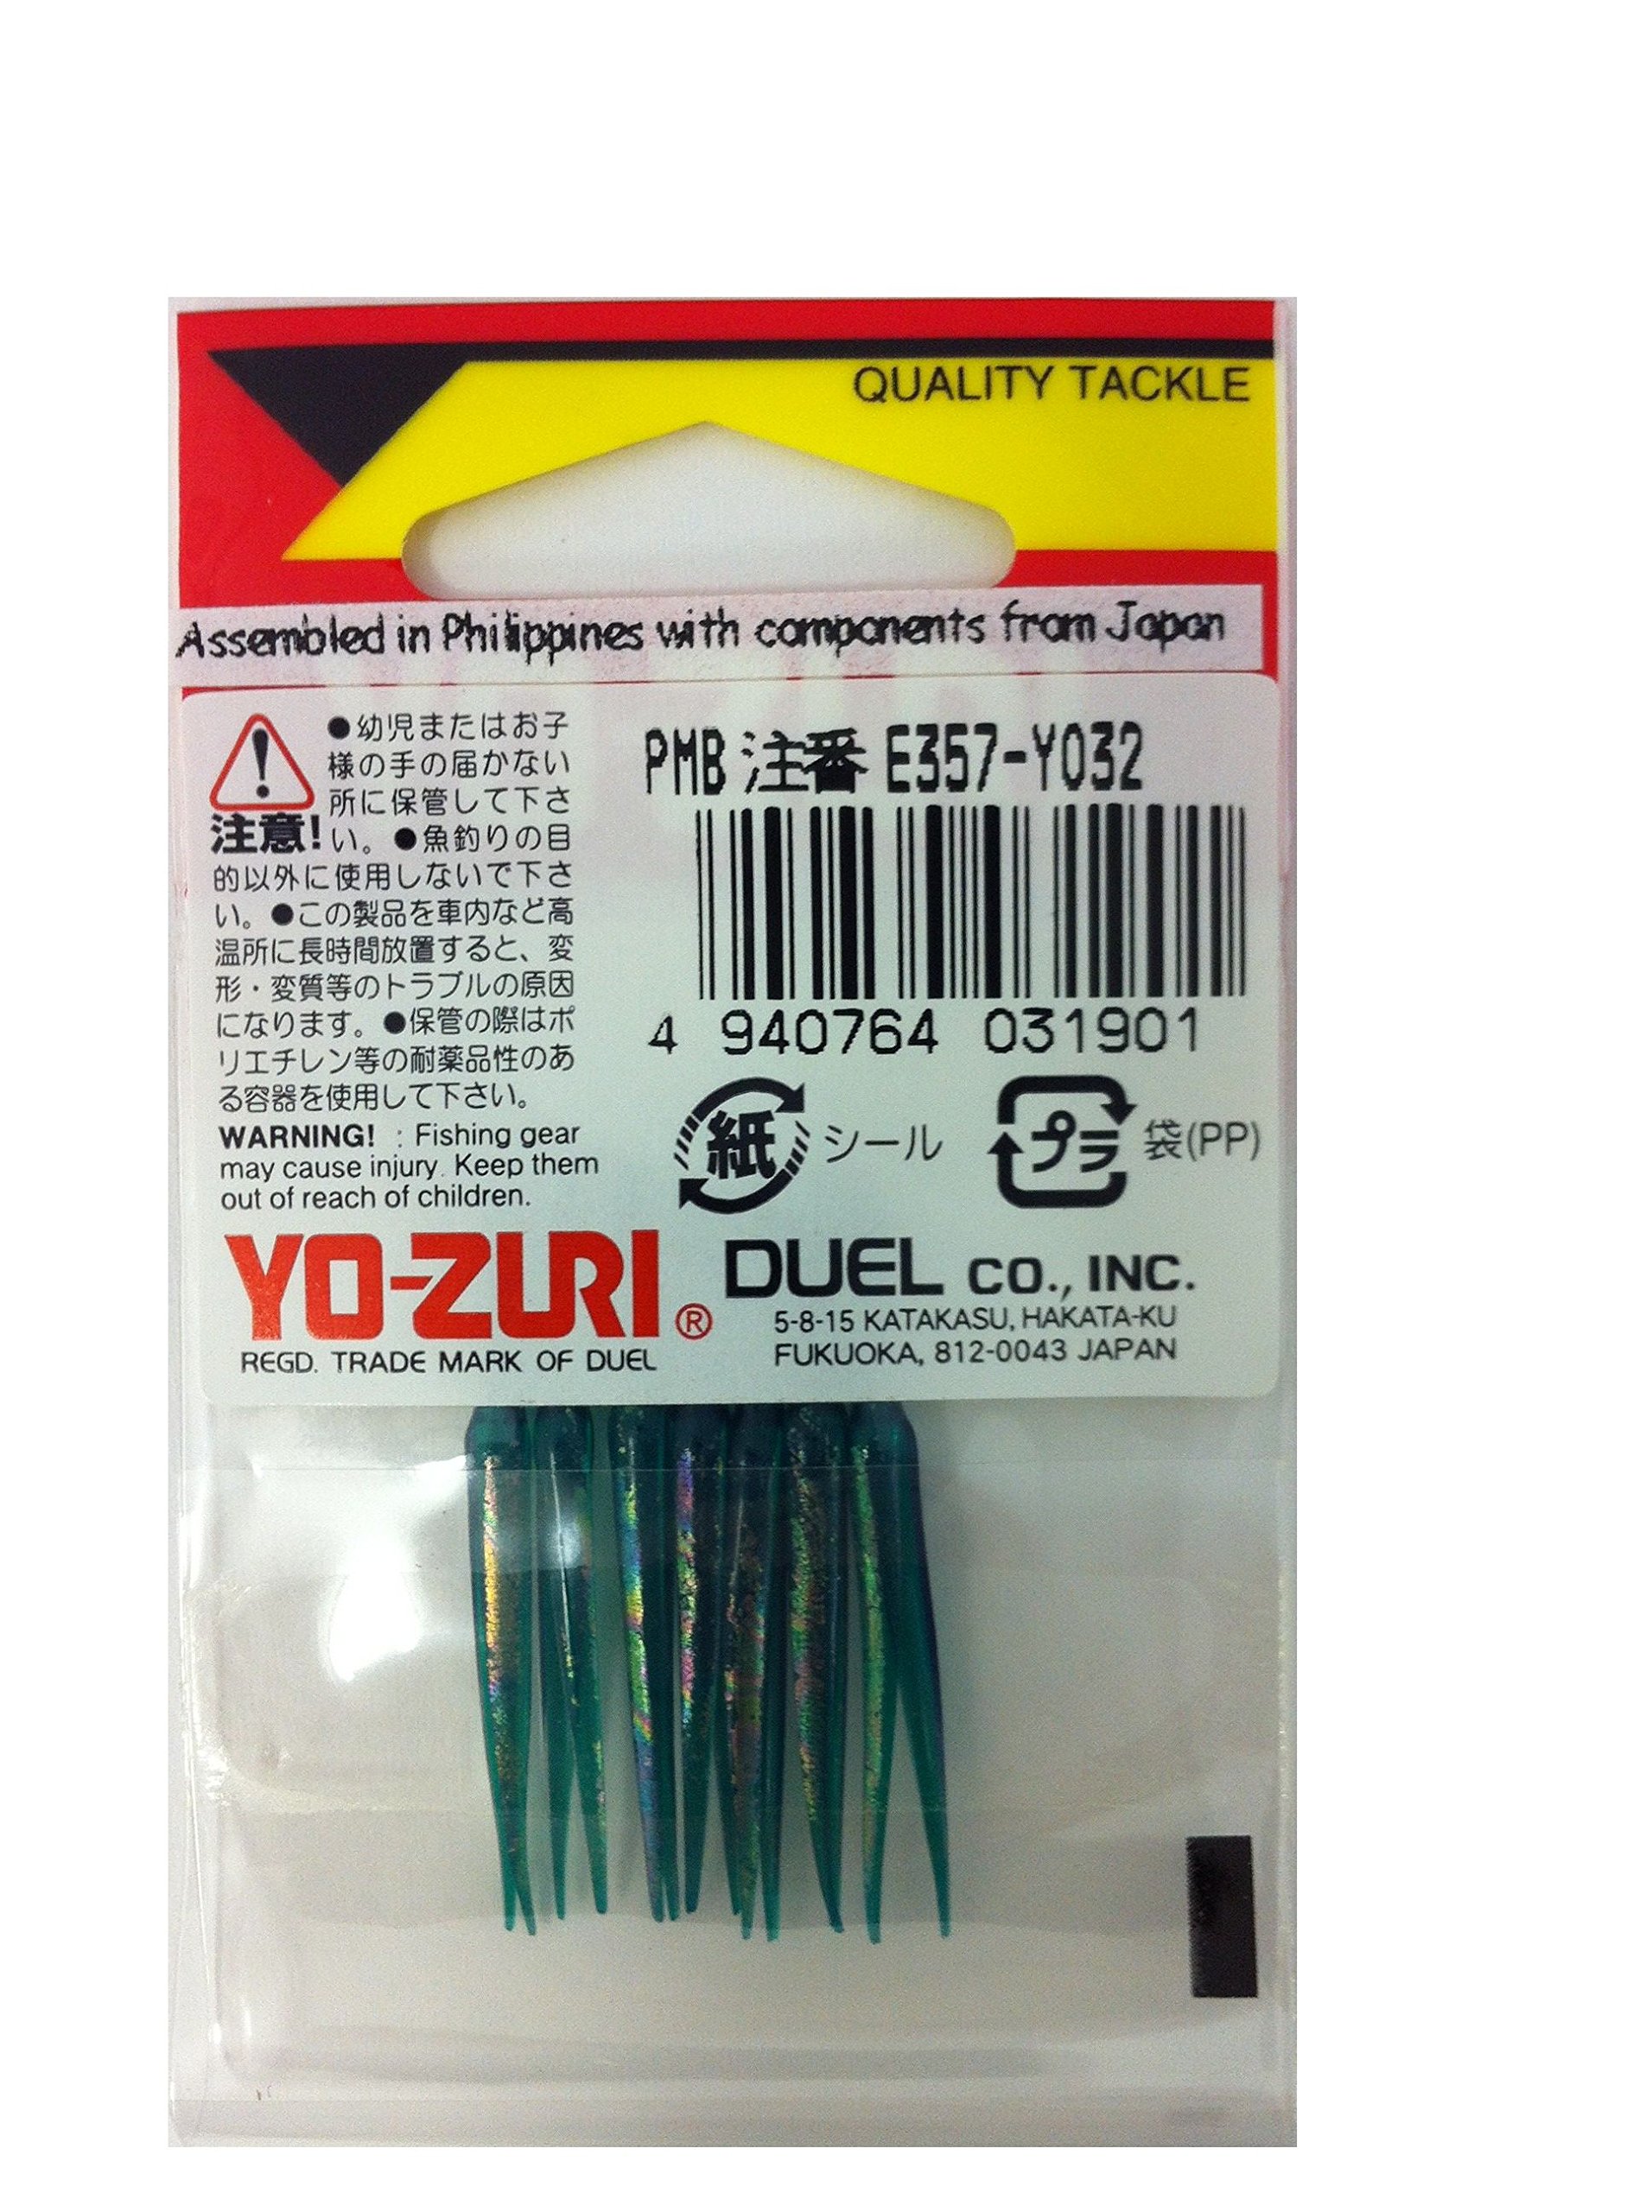 QUALITY TACKLE
Assembled in Philippines with components from Japan
●幼児またはお子
様の手の届かない
所に保管して下さ
注意! い。●魚釣りの目
的以外に使用しないで下さ
い。●この製品を車内など高
温所に長時間放置すると、変
形・変質等のトラブルの原因
になります。●保管の際はポ
リエチレン等の耐薬品性のあ
る容器を使用して下さい。
WARNING! : Fishing gear
may cause injury. Keep them
out of reach of children.
PMB 注番 E357-Y032
4 940764 031901
紙 シール プラ 袋(PP)
YO-ZURI®
REGD. TRADE MARK OF DUEL
DUEL CO., INC.
5-8-15 KATAKASU, HAKATA-KU
FUKUOKA, 812-0043 JAPAN